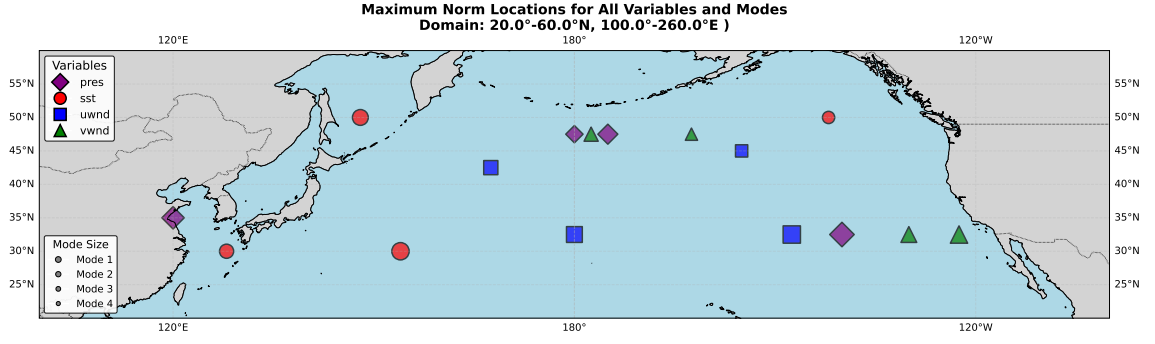 Maximum Norm Locations for All Variables and Modes
Domain: 20.0°-60.0°N, 100.0°-260.0°E )
120°E 180° 120°W
Variables
pres
sst
uwnd
vwnd
55°N 55°N
50°N 50°N
45°N 45°N
40°N 40°N
35°N 35°N
30°N 30°N
25°N 25°N
Mode Size
Mode 1
Mode 2
Mode 3
Mode 4
120°E 180° 120°W